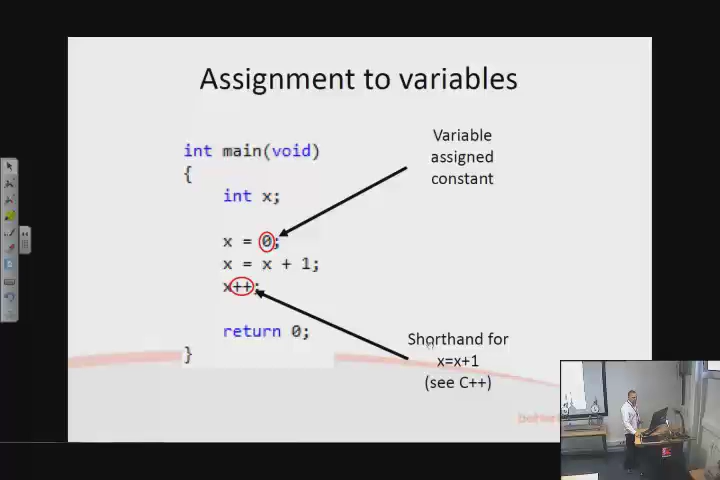 Assignment to variables
Variable
assigned
constant
int main(void)
{
int x;
x = 0;
x = x + 1;
x++;
return 0;
}
Shorthand for
x=x+1
(see C++)